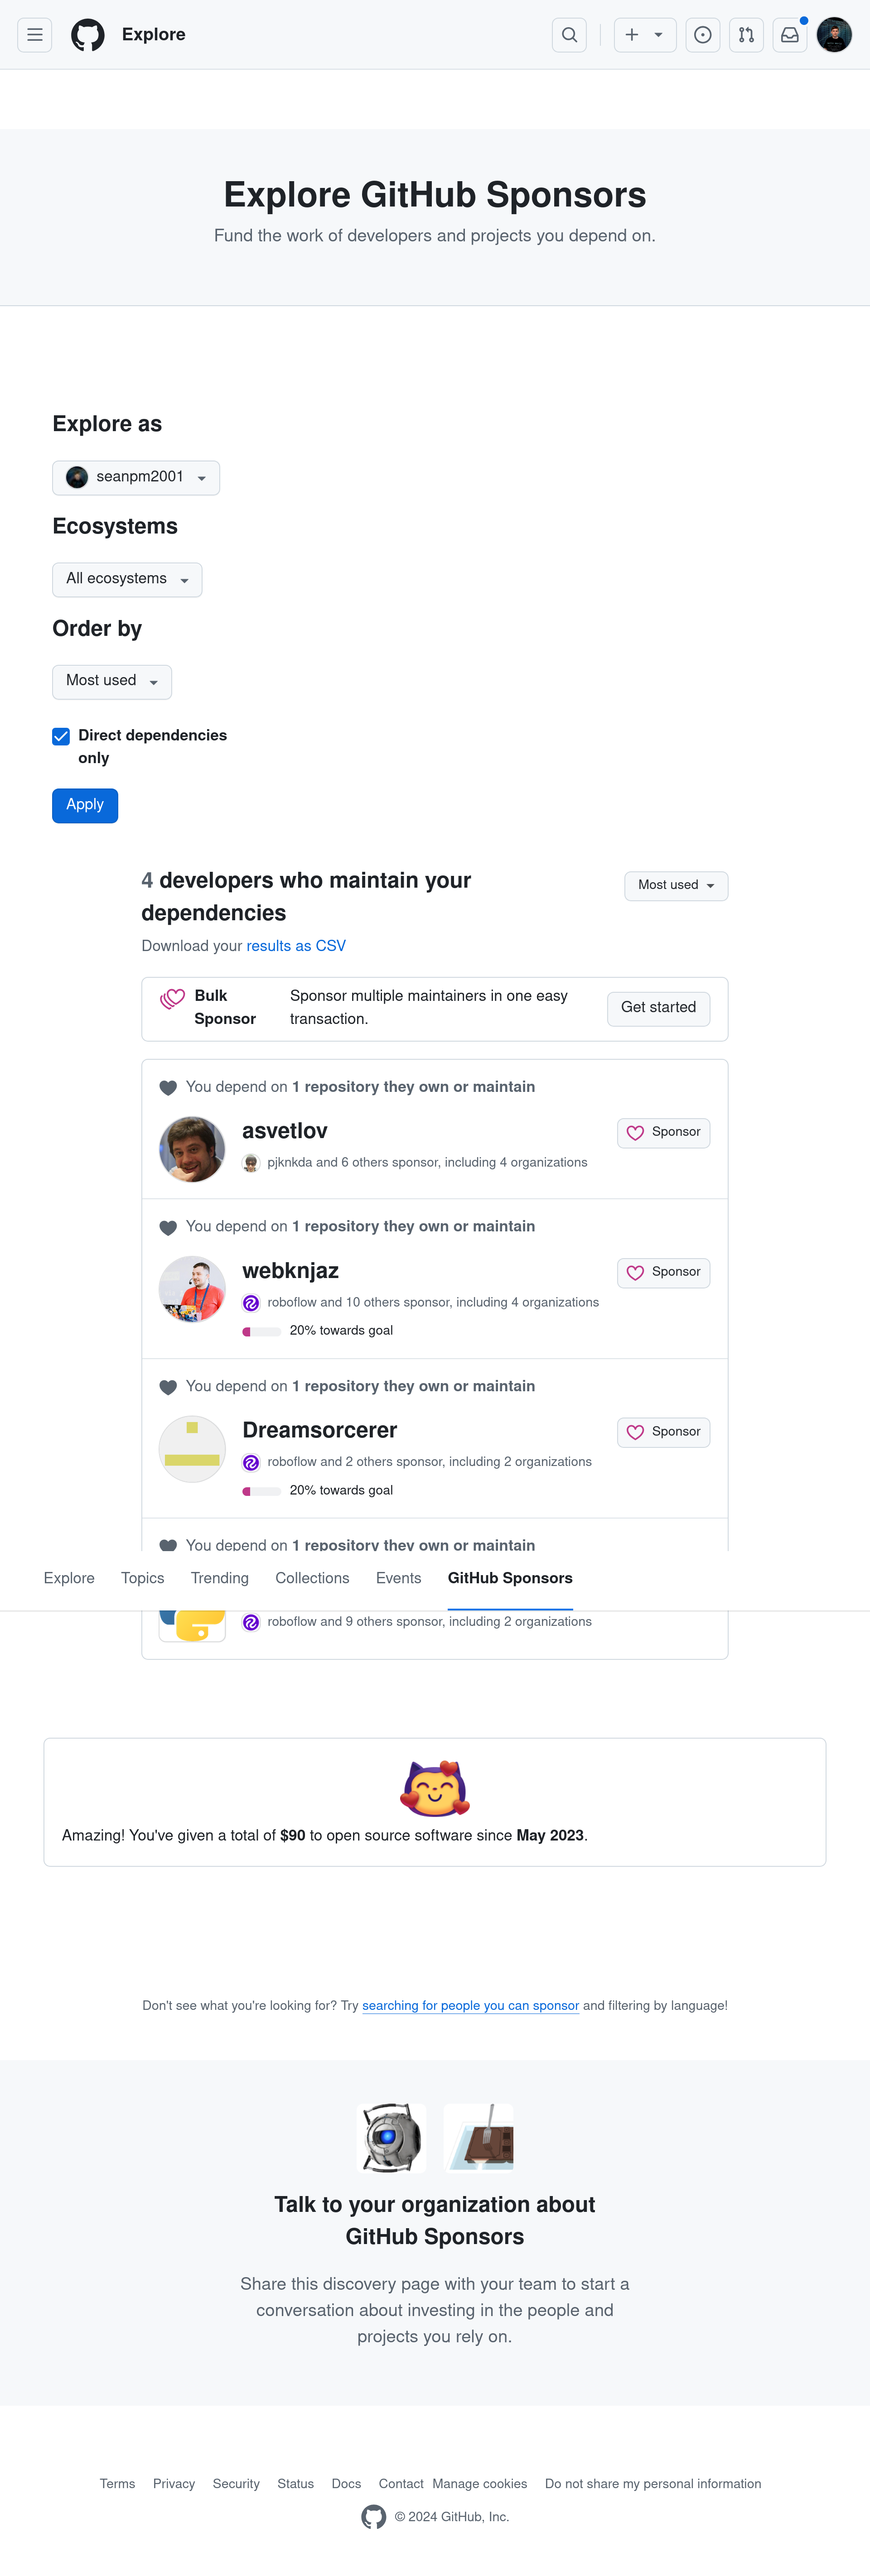 Explore
Explore GitHub Sponsors
Fund the work of developers and projects you depend on.
Explore as
seanpm2001
Ecosystems
All ecosystems
Order by
Most used
Direct dependencies
only
Apply
4 developers who maintain your
dependencies
Most used
Download your results as CSV
Bulk
Sponsor
Sponsor multiple maintainers in one easy
transaction.
Get started
You depend on 1 repository they own or maintain
asvetlov
Sponsor
pjknkda and 6 others sponsor, including 4 organizations
You depend on 1 repository they own or maintain
webknjaz
Sponsor
roboflow and 10 others sponsor, including 4 organizations
20% towards goal
You depend on 1 repository they own or maintain
Dreamsorcerer
Sponsor
roboflow and 2 others sponsor, including 2 organizations
20% towards goal
You depend on 1 repository they own or maintain
Explore Topics Trending Collections Events GitHub Sponsors
roboflow and 9 others sponsor, including 2 organizations
Amazing! You've given a total of $90 to open source software since May 2023.
Don't see what you're looking for? Try searching for people you can sponsor and filtering by language!
Talk to your organization about
GitHub Sponsors
Share this discovery page with your team to start a
conversation about investing in the people and
projects you rely on.
Terms Privacy Security Status Docs Contact Manage cookies Do not share my personal information
© 2024 GitHub, Inc.